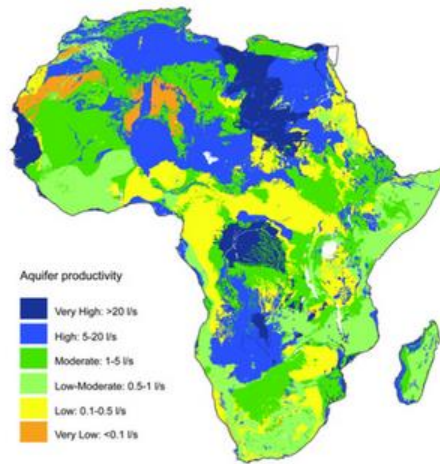 Aquifer productivity
Very High: >20 l/s
High: 5-20 l/s
Moderate: 1-5 l/s
Low-Moderate: 0.5-1 l/s
Low: 0.1-0.5 l/s
Very Low: <0.1 l/s